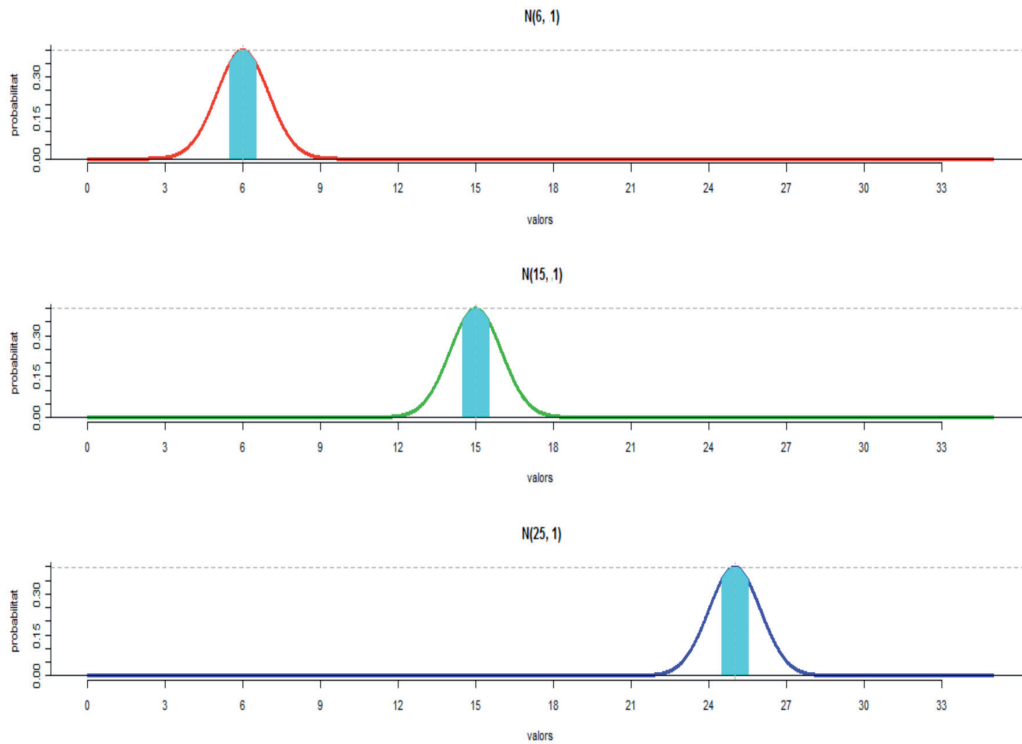 N(6, 1)
probabilitat
0.00 0.15 0.30
0 3 6 9 12 15 18 21 24 27 30 33
valors
N(15, 1)
probabilitat
0.00 0.15 0.30
0 3 6 9 12 15 18 21 24 27 30 33
valors
N(25, 1)
probabilitat
0.00 0.15 0.30
0 3 6 9 12 15 18 21 24 27 30 33
valors